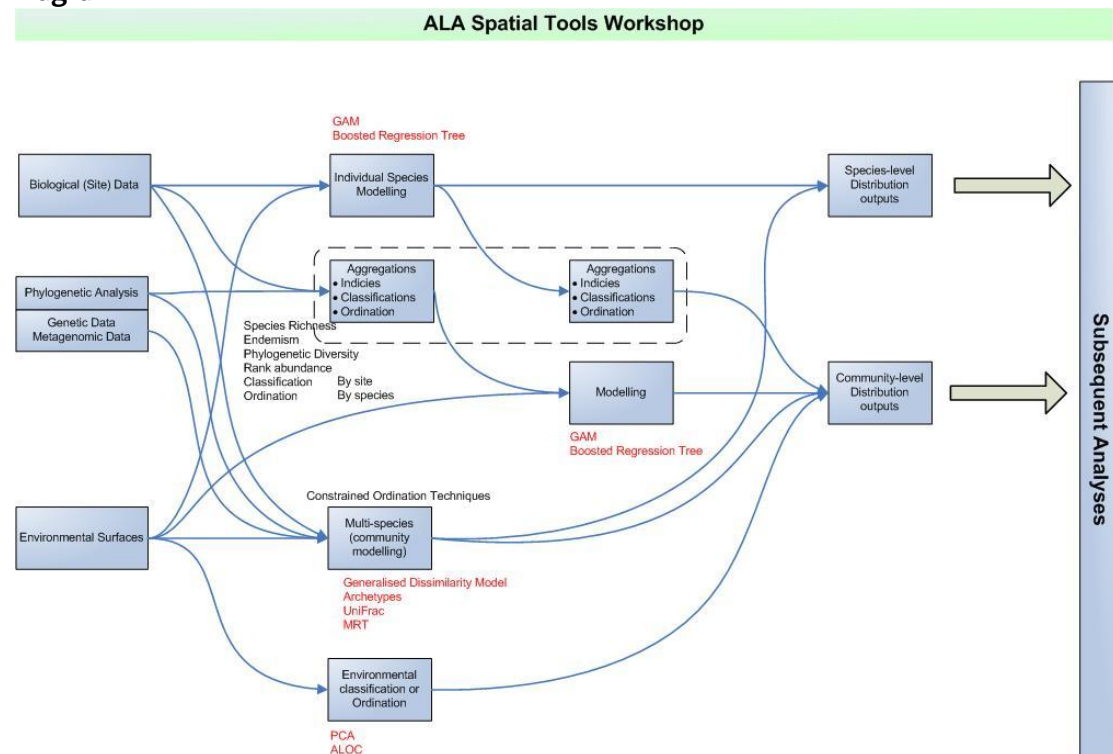 ALA Spatial Tools Workshop
GAM
Boosted Regression Tree
Biological (Site) Data
Individual Species
Modelling
Species-level
Distribution
outputs
Phylogenetic Analysis
Genetic Data
Metagenomic Data
Aggregations
• Indicies
• Classifications
• Ordination
Aggregations
• Indicies
• Classifications
• Ordination
Species Richness
Endemism
Phylogenetic Diversity
Rank abundance
Classification By site
Ordination By species
Modelling
GAM
Boosted Regression Tree
Community-level
Distribution
outputs
Subsequent Analyses
Constrained Ordination Techniques
Environmental Surfaces
Multi-species
(community
modelling)
Generalised Dissimilarity Model
Archetypes
UniFrac
MRT
Environmental
classification or
Ordination
PCA
ALOC